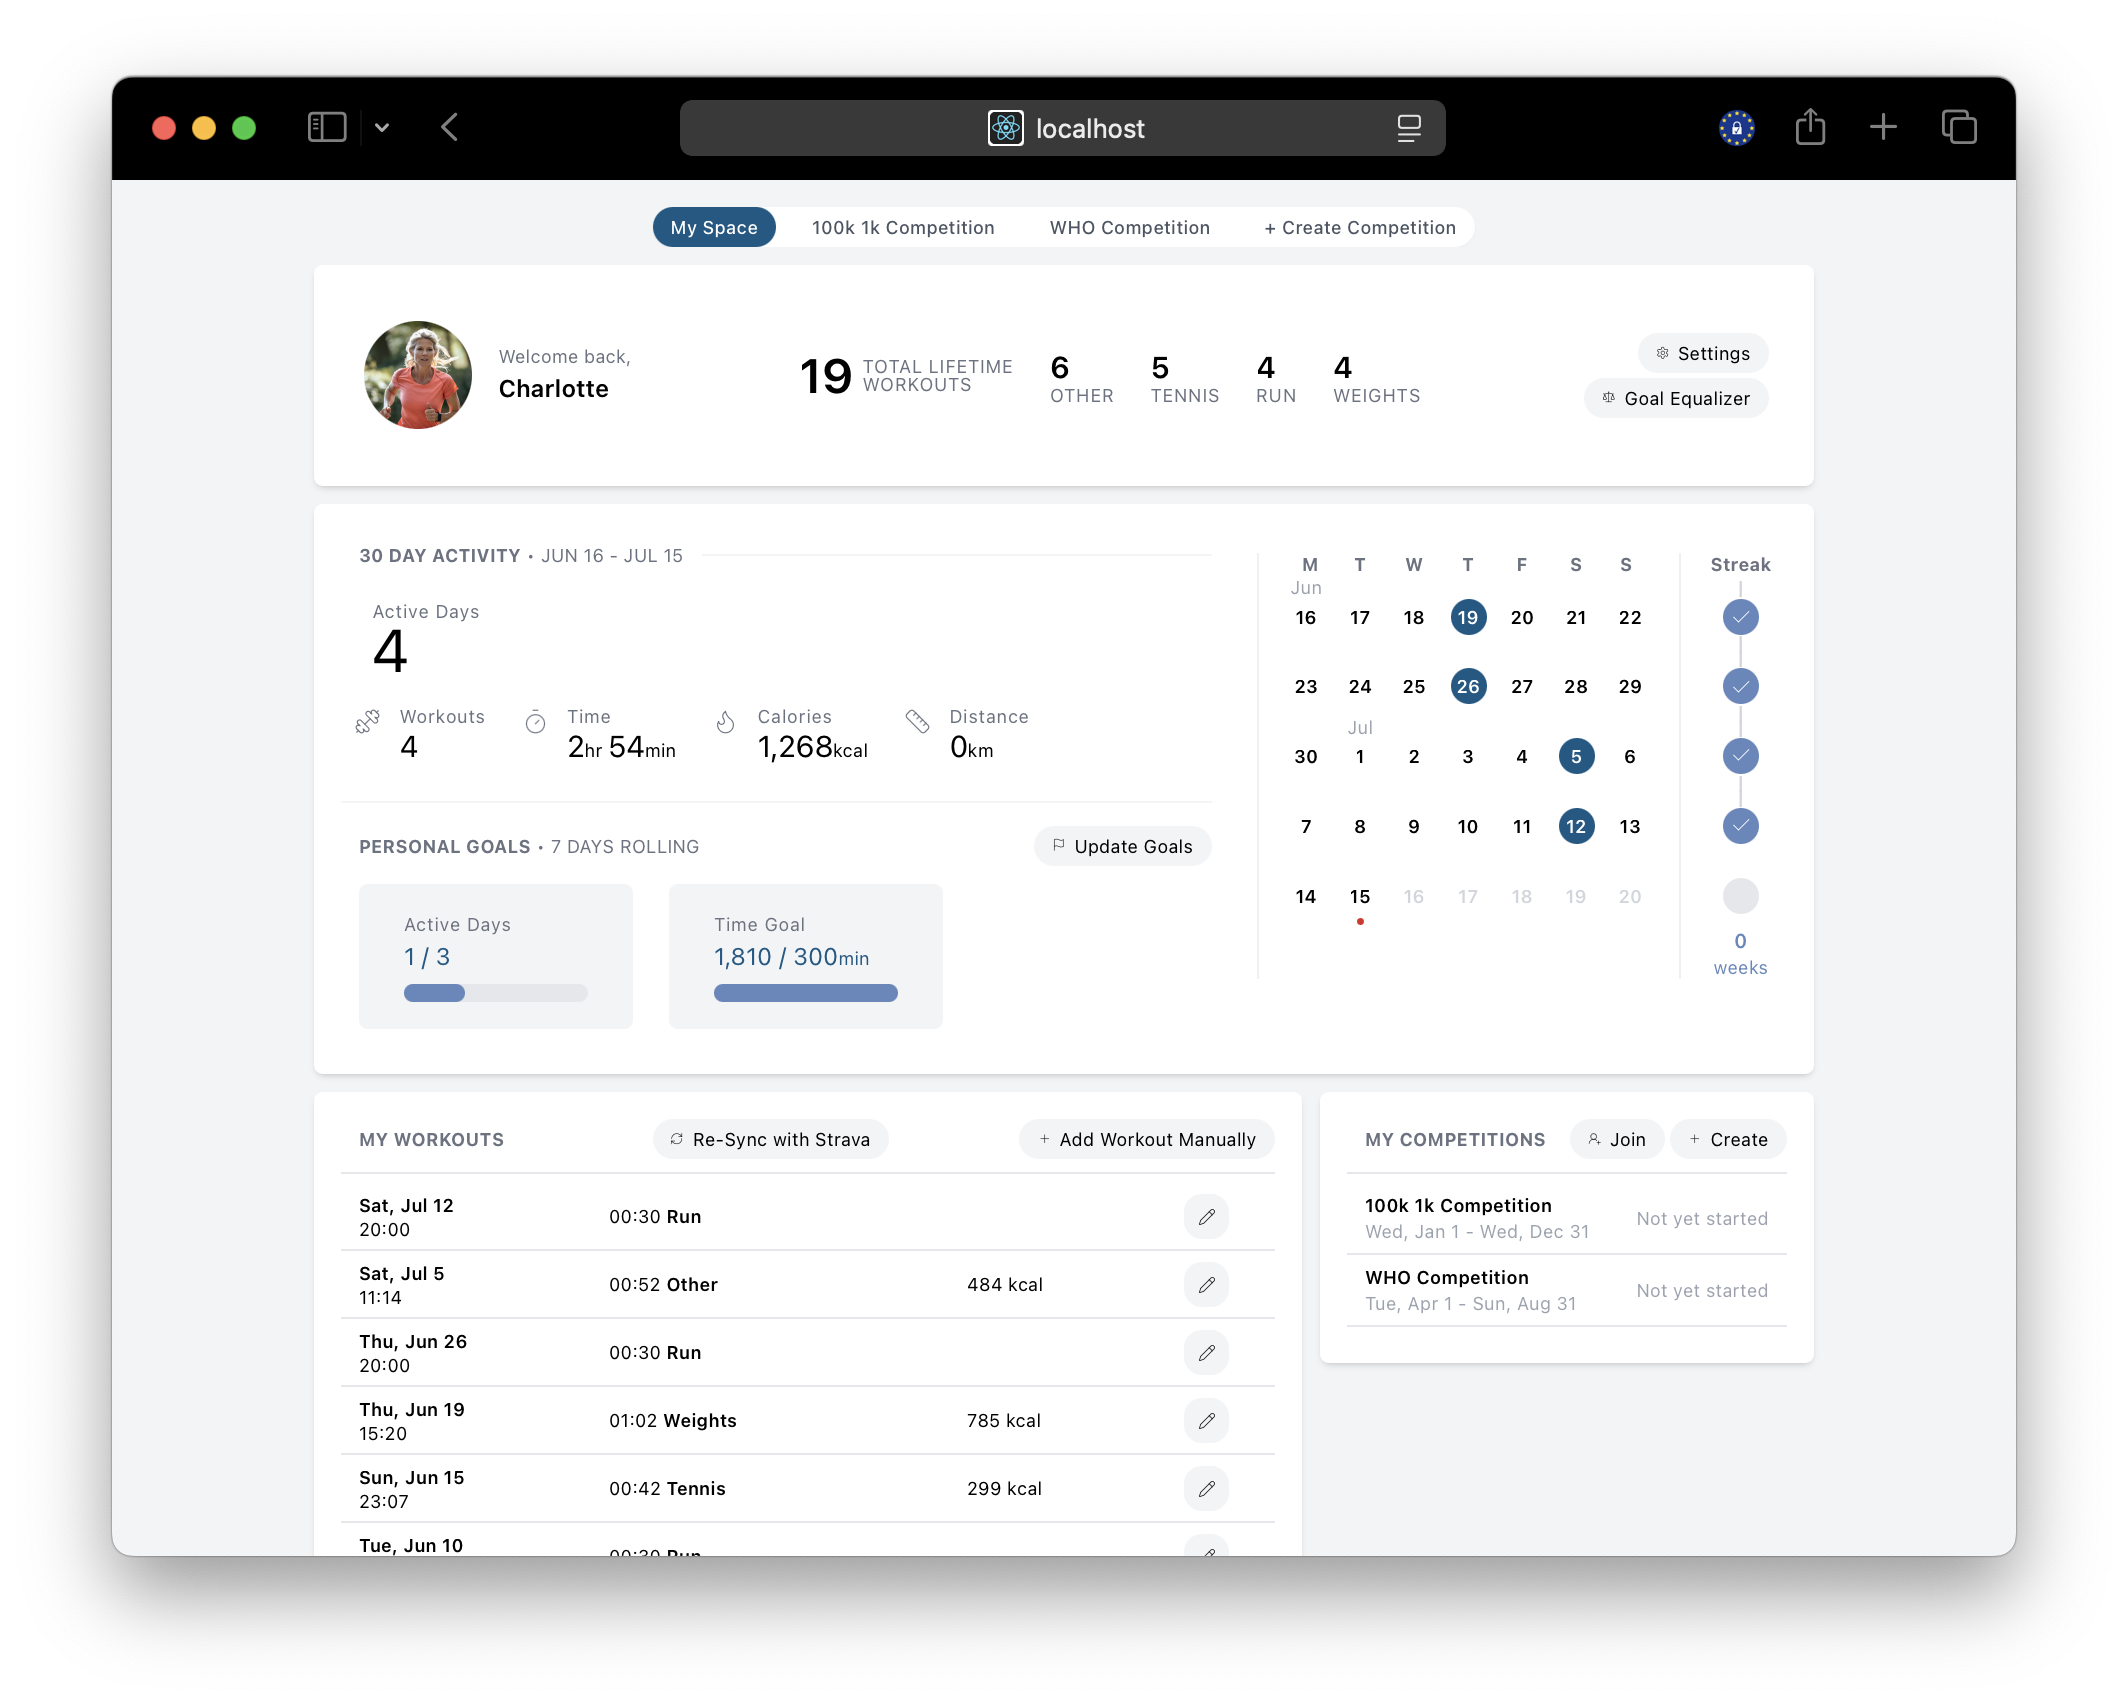 localhost
My Space 100k 1k Competition WHO Competition + Create Competition
Welcome back,
Charlotte
19 TOTAL LIFETIME WORKOUTS
6 OTHER
5 TENNIS
4 RUN
4 WEIGHTS
Settings
Goal Equalizer
30 DAY ACTIVITY • JUN 16 - JUL 15
Active Days
4
Workouts
4
Time
2hr 54min
Calories
1,268kcal
Distance
0km
PERSONAL GOALS • 7 DAYS ROLLING
Update Goals
Active Days
1 / 3
Time Goal
1,810 / 300min
M T W T F S S
Jun
16 17 18 19 20 21 22
23 24 25 26 27 28 29
Jul
30 1 2 3 4 5 6
7 8 9 10 11 12 13
14 15 16 17 18 19 20
Streak
0
weeks
MY WORKOUTS
Re-Sync with Strava
+ Add Workout Manually
Sat, Jul 12
20:00
00:30 Run
Sat, Jul 5
11:14
00:52 Other
484 kcal
Thu, Jun 26
20:00
00:30 Run
Thu, Jun 19
15:20
01:02 Weights
785 kcal
Sun, Jun 15
23:07
00:42 Tennis
299 kcal
Tue, Jun 10
00:30 Run
MY COMPETITIONS
Join
+ Create
100k 1k Competition
Wed, Jan 1 - Wed, Dec 31
Not yet started
WHO Competition
Tue, Apr 1 - Sun, Aug 31
Not yet started